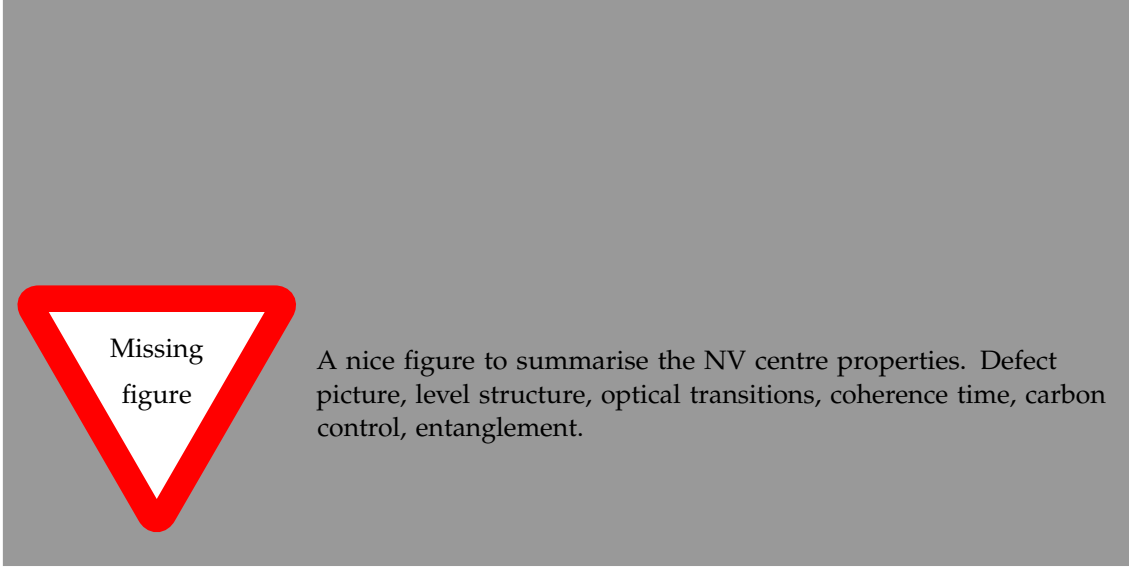 Missing
figure
A nice figure to summarise the NV centre properties. Defect
picture, level structure, optical transitions, coherence time, carbon
control, entanglement.